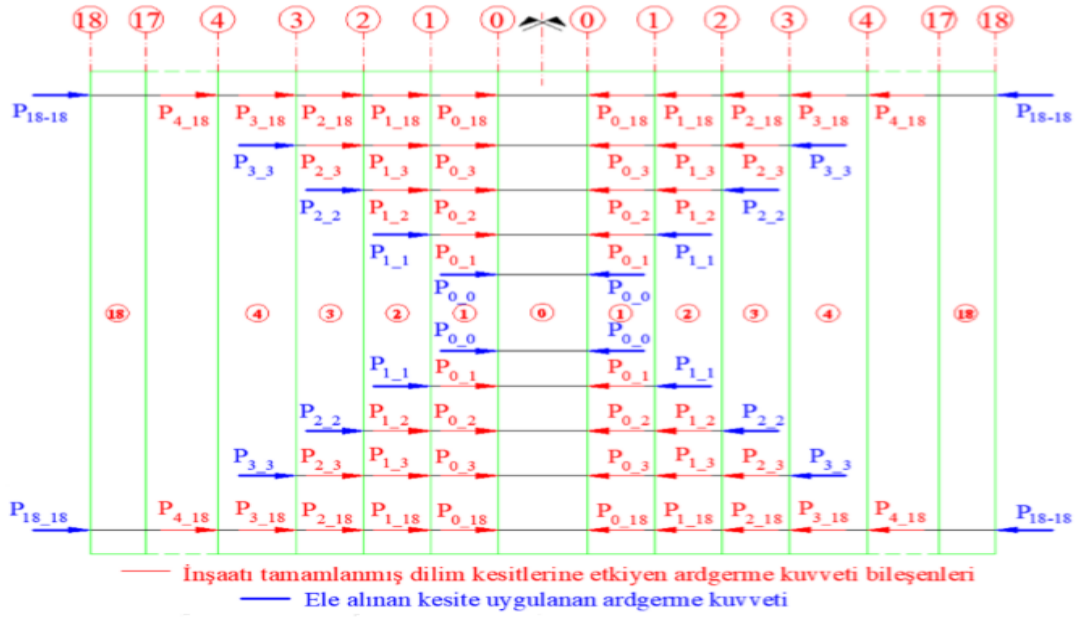 18 17 4 3 2 1 0 0 1 2 3 4 17 18
P18-18 P4_18 P3_18 P2_18 P1_18 P0_18 P0_18 P1_18 P2_18 P3_18 P4_18 P18-18
P3_3 P2_3 P1_3 P0_3 P0_3 P1_3 P2_3 P3_3
P2_2 P1_2 P0_2 P0_2 P1_2 P2_2
P1_1 P0_1 P0_1 P1_1
P0_0 P0_0
18 4 3 2 1 0 1 2 3 4 18
P0_0 P0_0
P1_1 P0_1 P0_1 P1_1
P2_2 P1_2 P0_2 P0_2 P1_2 P2_2
P3_3 P2_3 P1_3 P0_3 P0_3 P1_3 P2_3 P3_3
P18_18 P4_18 P3_18 P2_18 P1_18 P0_18 P0_18 P1_18 P2_18 P3_18 P4_18 P18-18
İnşaatı tamamlanmış dilim kesitlerine etkiyen ardgerme kuvveti bileşenleri
Ele alınan kesite uygulanan ardgerme kuvveti